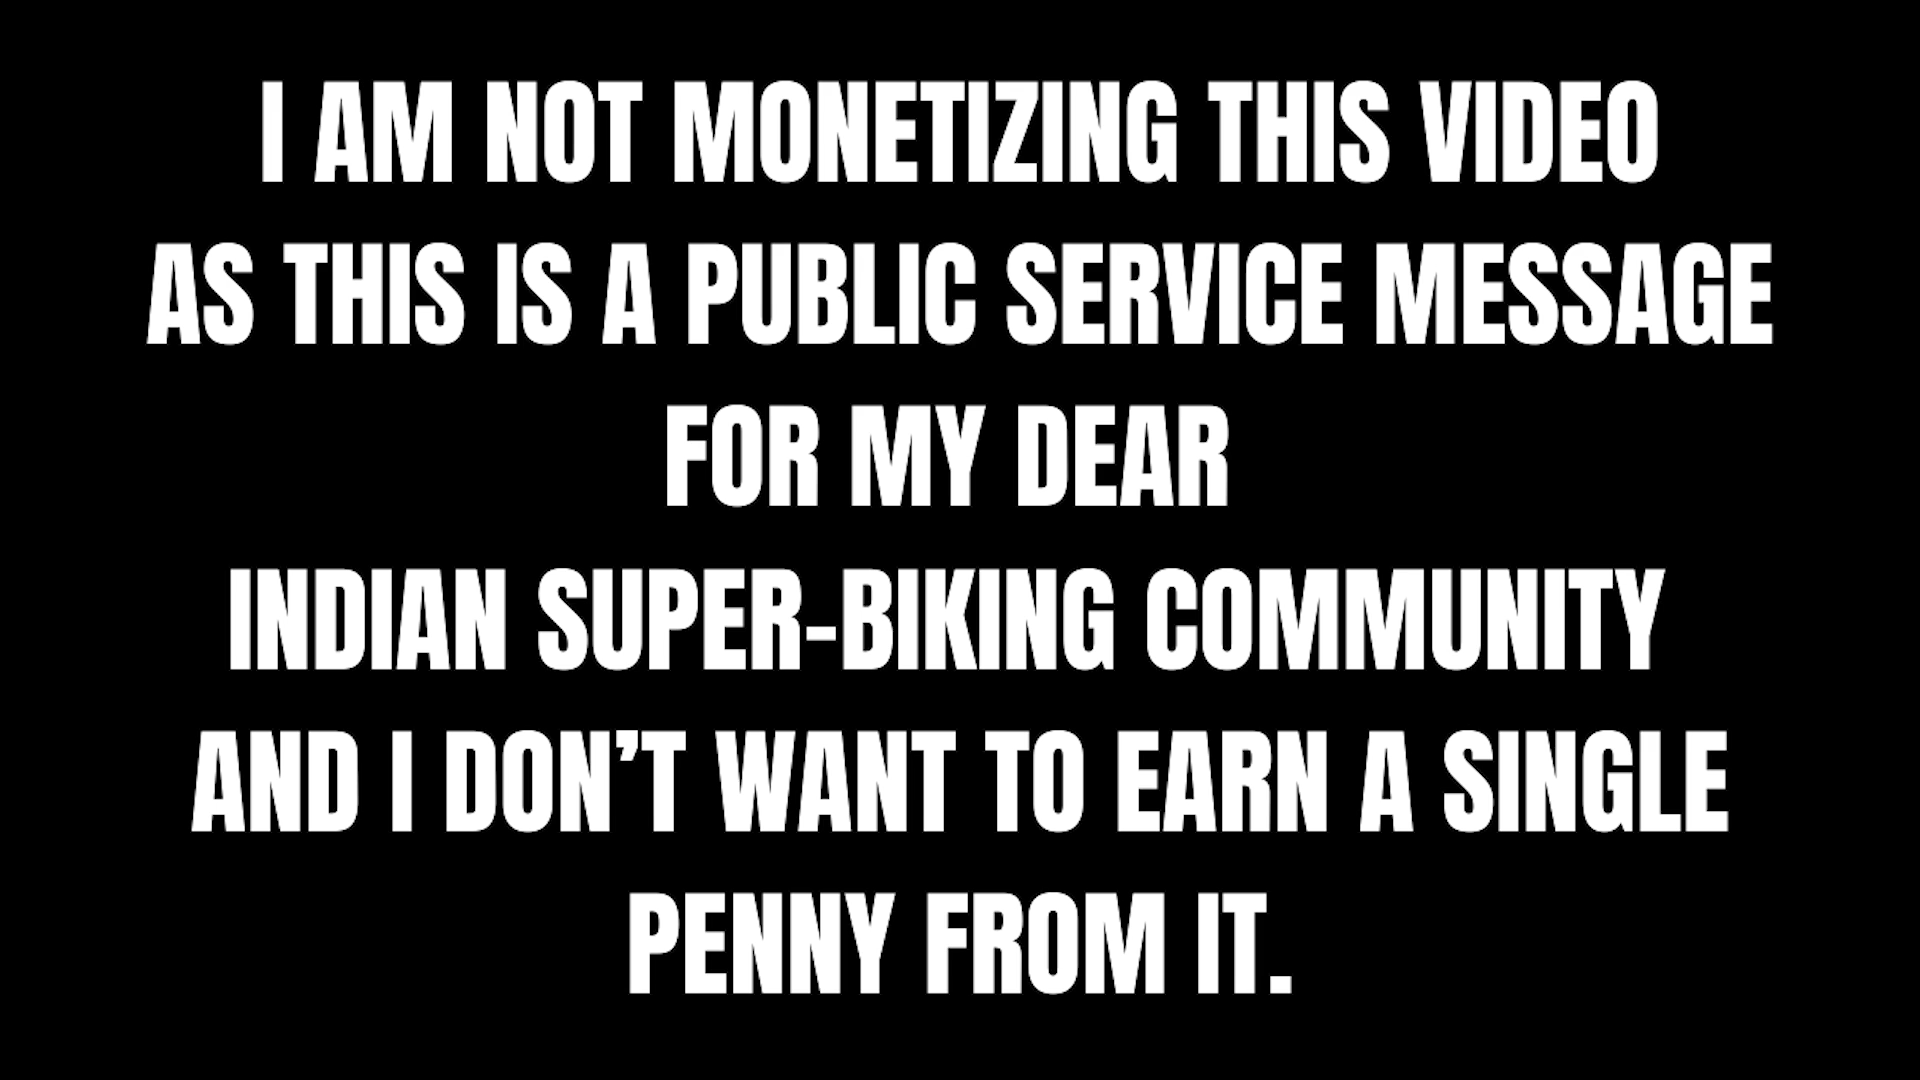 I AM NOT MONETIZING THIS VIDEO
AS THIS IS A PUBLIC SERVICE MESSAGE
FOR MY DEAR
INDIAN SUPER-BIKING COMMUNITY
AND I DON’T WANT TO EARN A SINGLE
PENNY FROM IT.